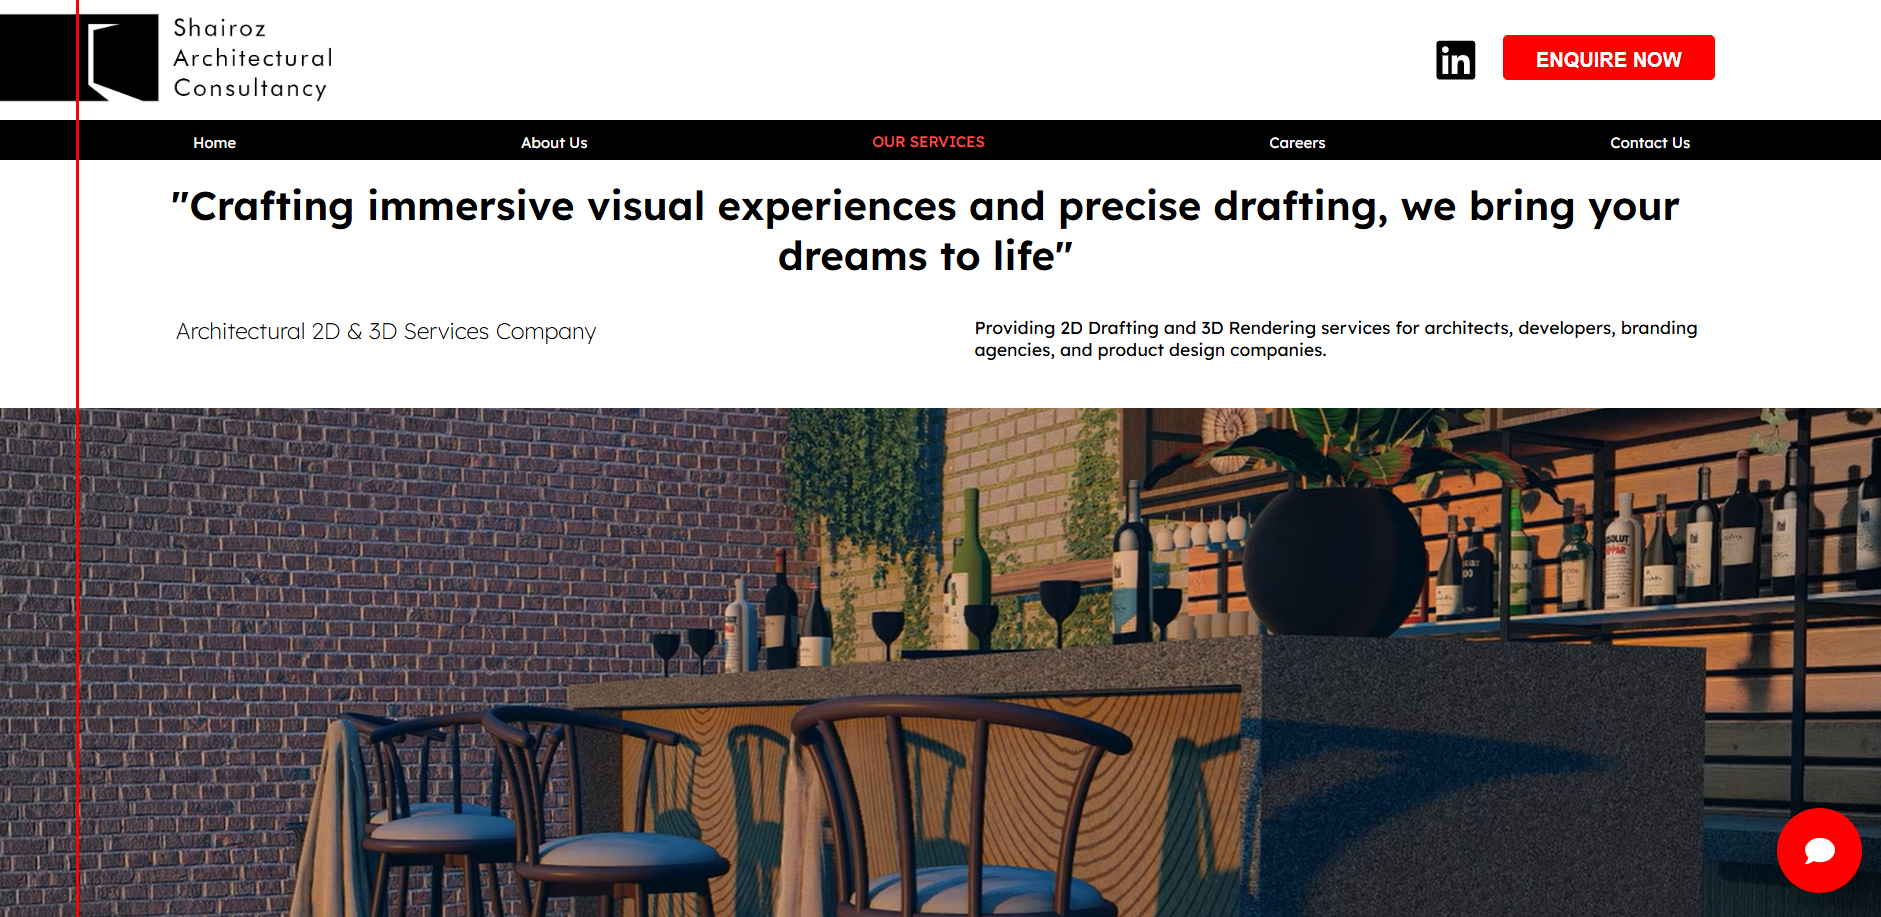 Shairoz
Architectural
Consultancy
in
ENQUIRE NOW
Home
About Us
OUR SERVICES
Careers
Contact Us
"Crafting immersive visual experiences and precise drafting, we bring your
dreams to life"
Architectural 2D & 3D Services Company
Providing 2D Drafting and 3D Rendering services for architects, developers, branding
agencies, and product design companies.